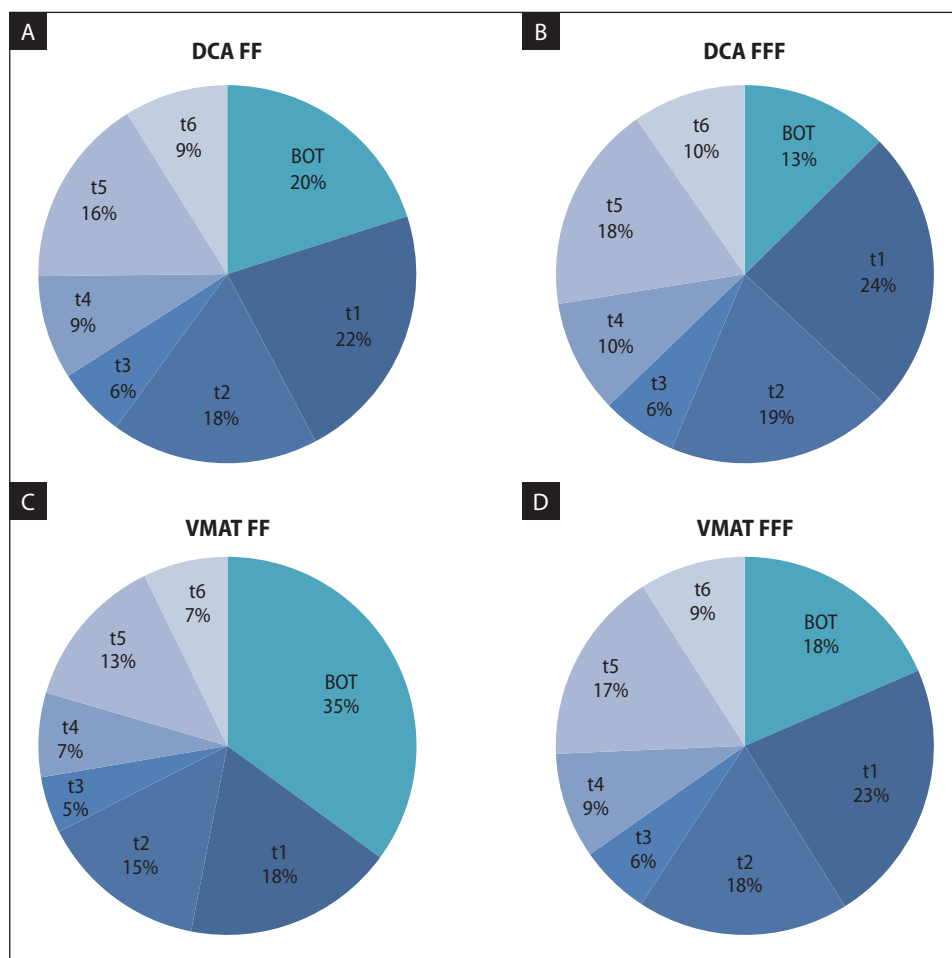 A
DCA FF
t6
9%
BOT
20%
t5
16%
t1
22%
t4
9%
t3
6%
t2
18%
B
DCA FFF
t6
10%
BOT
13%
t5
18%
t1
24%
t4
10%
t3
6%
t2
19%
C
VMAT FF
t6
7%
t5
13%
BOT
35%
t4
7%
t3
5%
t2
15%
t1
18%
D
VMAT FFF
t6
9%
BOT
18%
t5
17%
t1
23%
t4
9%
t3
6%
t2
18%